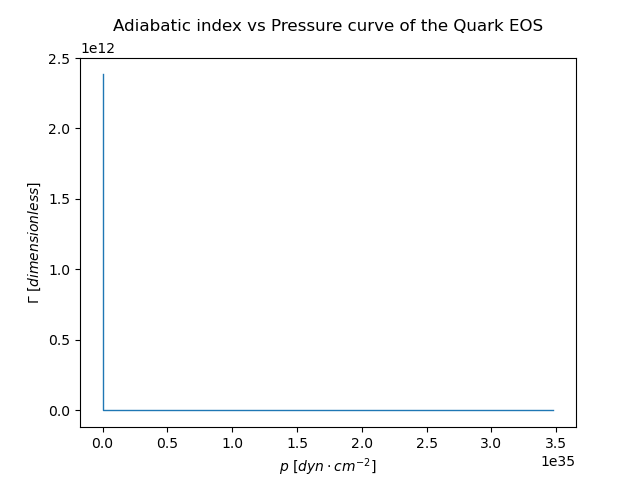 Adiabatic index vs Pressure curve of the Quark EOS
1e12
2.5
2.0
1.5
1.0
0.5
0.0
Γ [dimensionless]
0.0 0.5 1.0 1.5 2.0 2.5 3.0 3.5
1e35
p [dyn · cm⁻²]